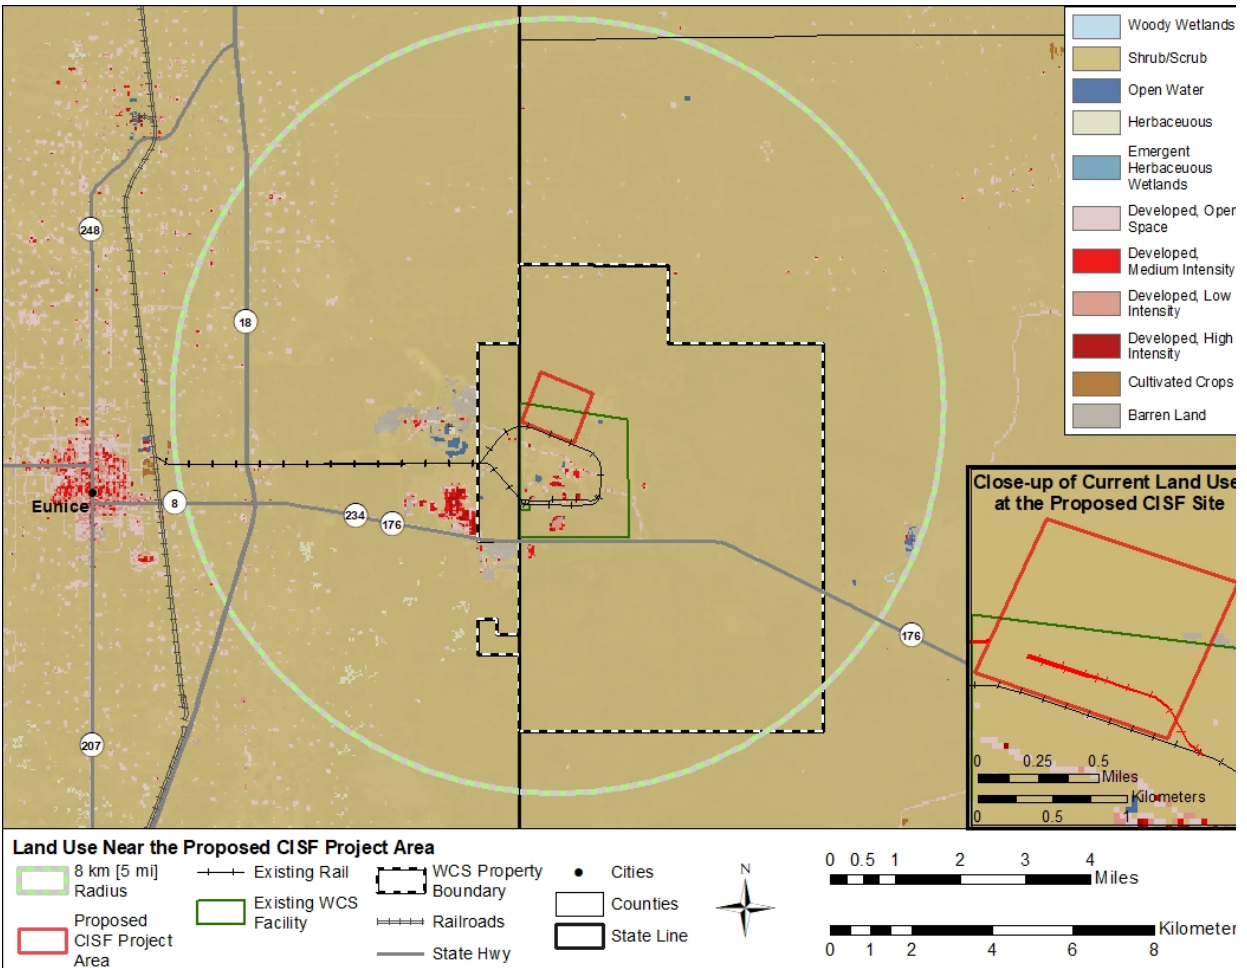 Woody Wetlands
Shrub/Scrub
Open Water
Herbaceuous
Emergent
Herbaceuous
Wetlands
Developed, Open
Space
Developed,
Medium Intensity
Developed, Low
Intensity
Developed, High
Intensity
Cultivated Crops
Barren Land
248
18
Eunice
8
234
176
176
207
Close-up of Current Land Use
at the Proposed CISF Site
0 0.25 0.5
Miles
Kilometers
0 0.5 1
Land Use Near the Proposed CISF Project Area
8 km [5 mi]
Radius
Proposed
CISF Project
Area
Existing Rail
Existing WCS
Facility
WCS Property
Boundary
Railroads
State Hwy
Cities
Counties
State Line
N
0 0.5 1 2 3 4
Miles
Kilometer
0 1 2 4 6 8